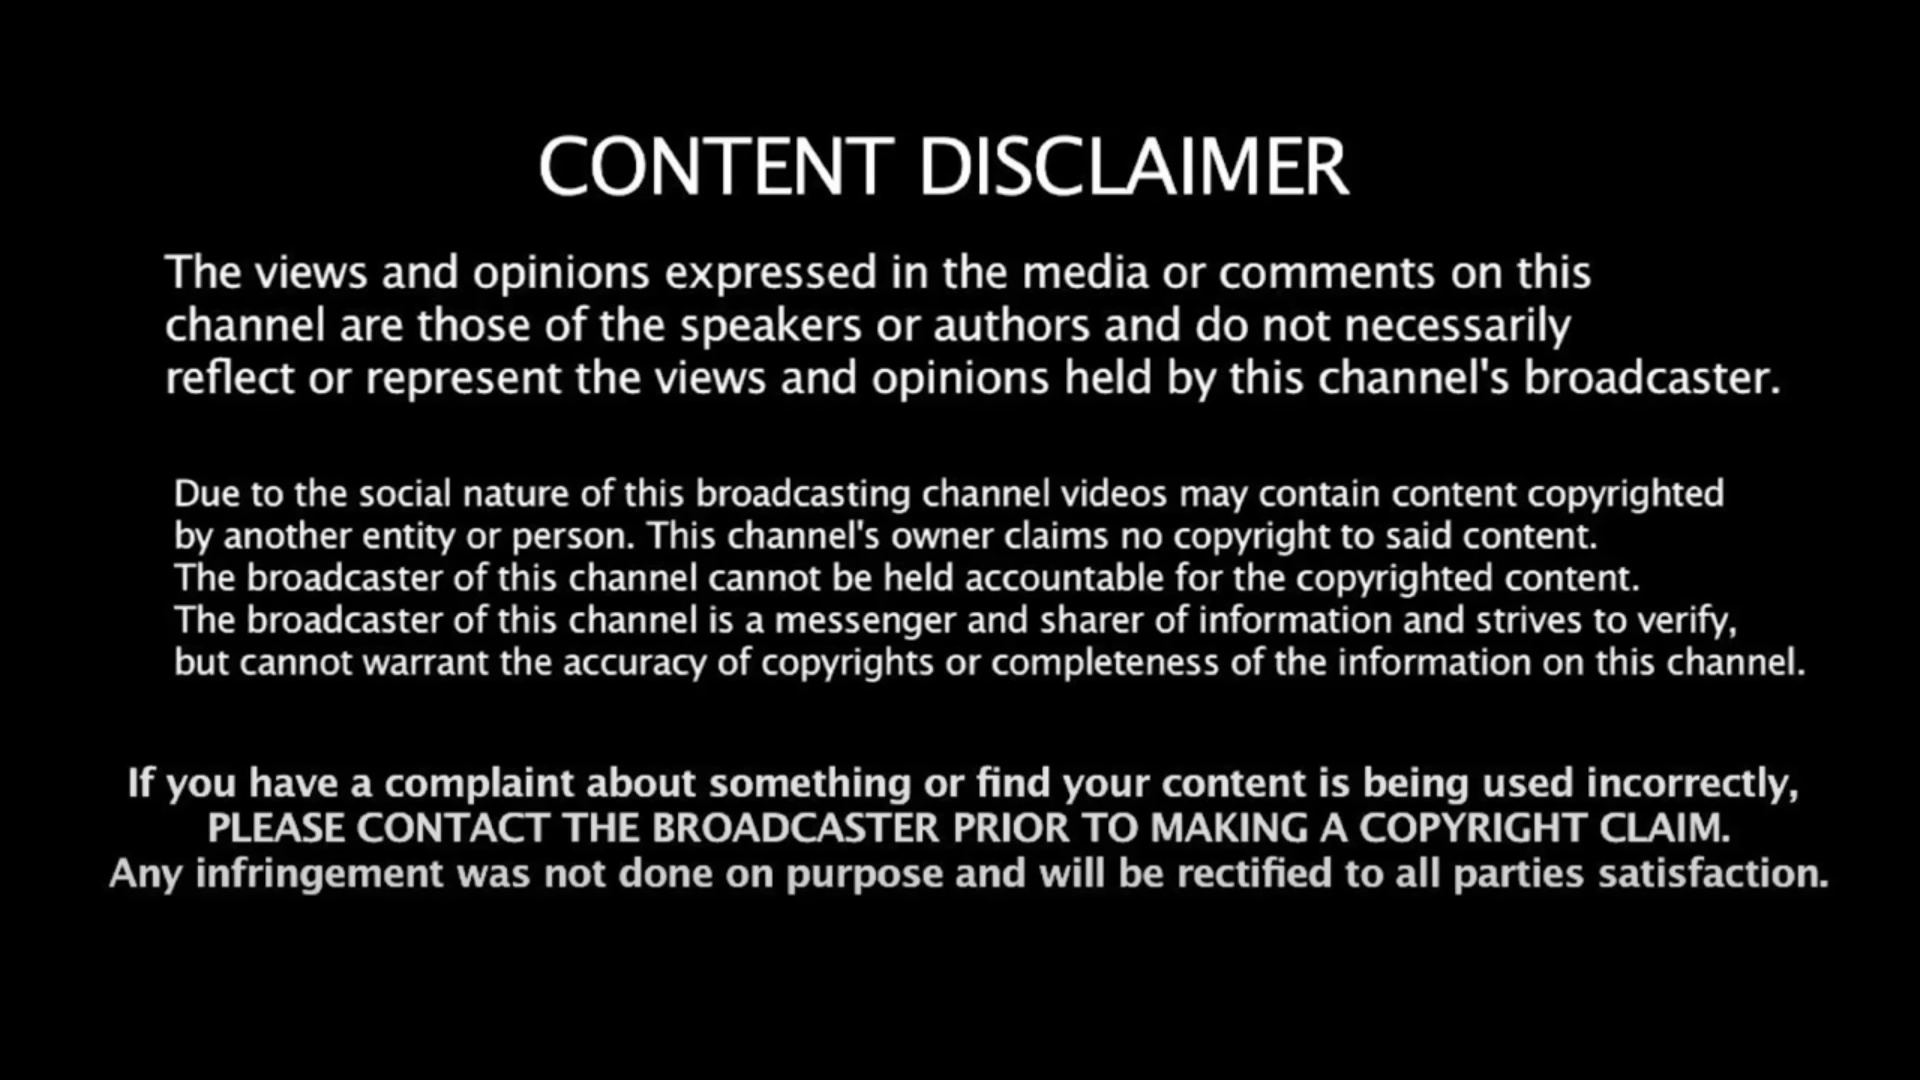 CONTENT DISCLAIMER
The views and opinions expressed in the media or comments on this
channel are those of the speakers or authors and do not necessarily
reflect or represent the views and opinions held by this channel's broadcaster.
Due to the social nature of this broadcasting channel videos may contain content copyrighted
by another entity or person. This channel's owner claims no copyright to said content.
The broadcaster of this channel cannot be held accountable for the copyrighted content.
The broadcaster of this channel is a messenger and sharer of information and strives to verify,
but cannot warrant the accuracy of copyrights or completeness of the information on this channel.
If you have a complaint about something or find your content is being used incorrectly,
PLEASE CONTACT THE BROADCASTER PRIOR TO MAKING A COPYRIGHT CLAIM.
Any infringement was not done on purpose and will be rectified to all parties satisfaction.